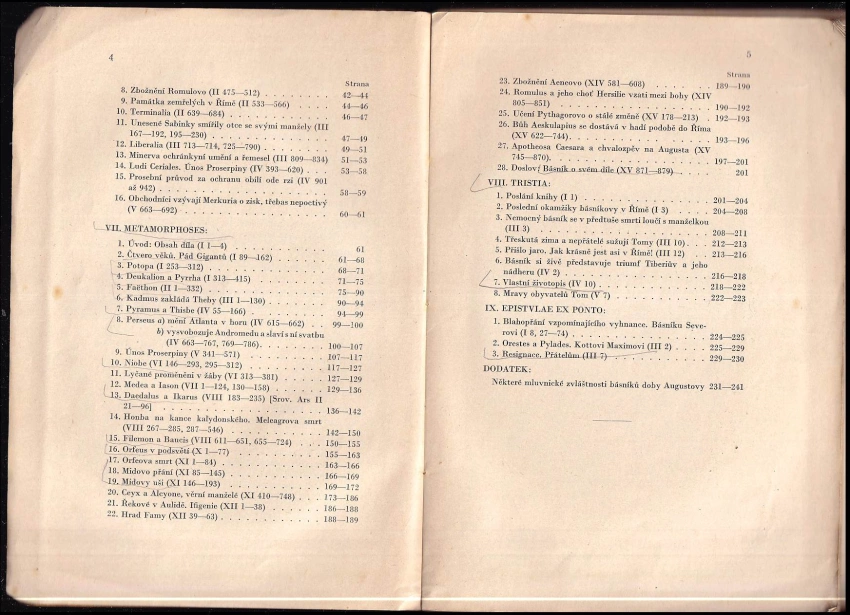 4
Strana
8. Zbožnění Romulovo (II 475—512) . . . . . . . . 42—44
9. Památka zemřelých v Římě (II 533—566) . . . . 44—46
10. Terminalia (II 639—684) . . . . . . . . . . . 46—47
11. Unesené Sabinky smířily otce se svými manžely (III
167—192, 195—230) . . . . . . . . . . . . . 47—49
12. Liberalia (III 713—714, 725—790) . . . . . . . 49—51
13. Minerva ochránkyní umění a řemesel (III 809—834) 51—53
14. Ludi Ceriales. Únos Proserpiny (IV 393—620) . . . 53—58
15. Prosební průvod za ochranu obilí ode rzi (IV 901
až 942) . . . . . . . . . . . . . . . . . . 58—59
16. Obchodníci vzývají Merkuria o zisk, třebas nepoctivý
(V 663—692) . . . . . . . . . . . . . . . . 60—61
VII. METAMORPHOSES:
1. Úvod: Obsah díla (I 1—4) . . . . . . . . . . . 61
2. Čtvero věků. Pád Gigantů (I 89—162) . . . . . . 61—68
3. Potopa (I 253—312) . . . . . . . . . . . . . 68—71
4. Deukalion a Pyrrha (I 313—415) . . . . . . . . 71—75
5. Faëthon (II 1—332) . . . . . . . . . . . . . 75—90
6. Kadmus zakládá Theby (III 1—130) . . . . . . . 90—94
7. Pyramus a Thisbe (IV 55—166) . . . . . . . . . 94—99
8. Perseus a) mění Atlanta v horu (IV 615—662) . . 99—100
b) vysvobozuje Andromedu a slaví s ní svatbu
(IV 663—767, 769—786) . . . . . . . . . 100—107
9. Únos Proserpiny (V 341—571) . . . . . . . . . 107—117
10. Niobe (VI 146—293, 295—312) . . . . . . . . . 117—127
11. Lyčané proměněni v žáby (VI 313—381) . . . . . 127—129
12. Medea a Iason (VII 1—124, 130—158) . . . . . . 129—136
13. Daedalus a Ikarus (VIII 183—235) [Srov. Ars II
21—96] . . . . . . . . . . . . . . . . . . 136—142
14. Honba na kance kalydonského. Meleagrova smrt
(VIII 267—285, 287—546) . . . . . . . . . . 142—150
15. Filemon a Baucis (VIII 611—651, 655—724) . . . . 150—155
16. Orfeus v podsvětí (X 1—77) . . . . . . . . . . 155—163
17. Orfeova smrt (XI 1—84) . . . . . . . . . . . 163—166
18. Midovo přání (XI 85—145) . . . . . . . . . . 166—169
19. Midovy uši (XI 146—193) . . . . . . . . . . . 169—172
20. Ceyx a Alcyone, věrní manželé (XI 410—748) . . . 173—186
21. Řekové v Aulidě. Ifigenie (XII 1—38) . . . . . . 186—188
22. Hrad Famy (XII 39—63) . . . . . . . . . . . . 188—189
5
Strana
23. Zbožnění Aeneovo (XIV 581—608) . . . . . . . . 189—190
24. Romulus a jeho choť Hersilie vzati mezi bohy (XIV
805—851) . . . . . . . . . . . . . . . . . 190—192
25. Učení Pythagorovo o stálé změně (XV 178—213) . 192—193
26. Bůh Aeskulapius se dostává v hadí podobě do Říma
(XV 622—744) . . . . . . . . . . . . . . . 193—196
27. Apotheosa Caesara a chvalozpěv na Augusta (XV
745—870) . . . . . . . . . . . . . . . . . 197—201
28. Dosloví Básník o svém díle (XV 871—879) . . . . 201
VIII. TRISTIA:
1. Poslání knihy (I 1) . . . . . . . . . . . . . 201—204
2. Poslední okamžiky básníkovy v Římě (I 3) . . . . 204—208
3. Nemocný básník se v předtuše smrti loučí s manželkou
(III 3) . . . . . . . . . . . . . . . . . . 208—211
4. Třeskutá zima a nepřátelé sužují Tomy (III 10) . . 212—213
5. Přišlo jaro. Jak krásně jest asi v Římě! (III 12) . . 213—216
6. Básník si živě představuje triumf Tiberiův a jeho
nádheru (IV 2) . . . . . . . . . . . . . . . 216—218
7. Vlastní životopis (IV 10) . . . . . . . . . . . 218—222
8. Mravy obyvatelů Tom (V 7) . . . . . . . . . . 222—223
IX. EPISTVLAE EX PONTO:
1. Blahopřání vzpomínajícího vyhnance. Básníku Seve-
rovi (I 8, 27—74) . . . . . . . . . . . . . . 224—225
2. Orestes a Pylades. Kottovi Maximovi (III 2) . . . 225—229
3. Resignace. Přátelům (III 7) . . . . . . . . . . 229—230
DODATEK:
Některé mluvnické zvláštnosti básníků doby Augustovy 231—241